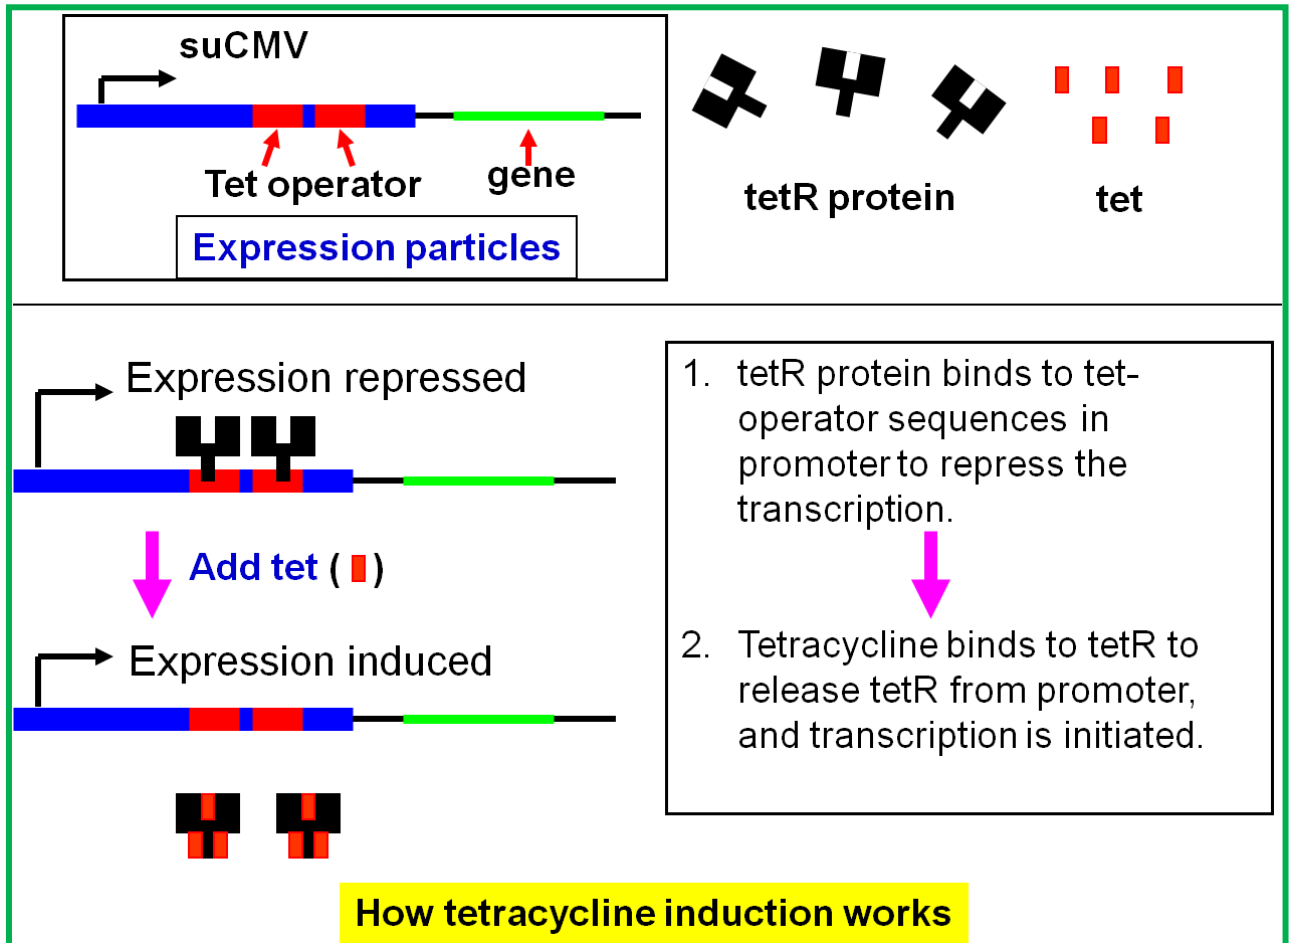 suCMV
Tet operator
gene
Expression particles
tetR protein
tet
Expression repressed
Add tet ( )
Expression induced
1. tetR protein binds to tet-
operator sequences in
promoter to repress the
transcription.
2. Tetracycline binds to tetR to
release tetR from promoter,
and transcription is initiated.
How tetracycline induction works